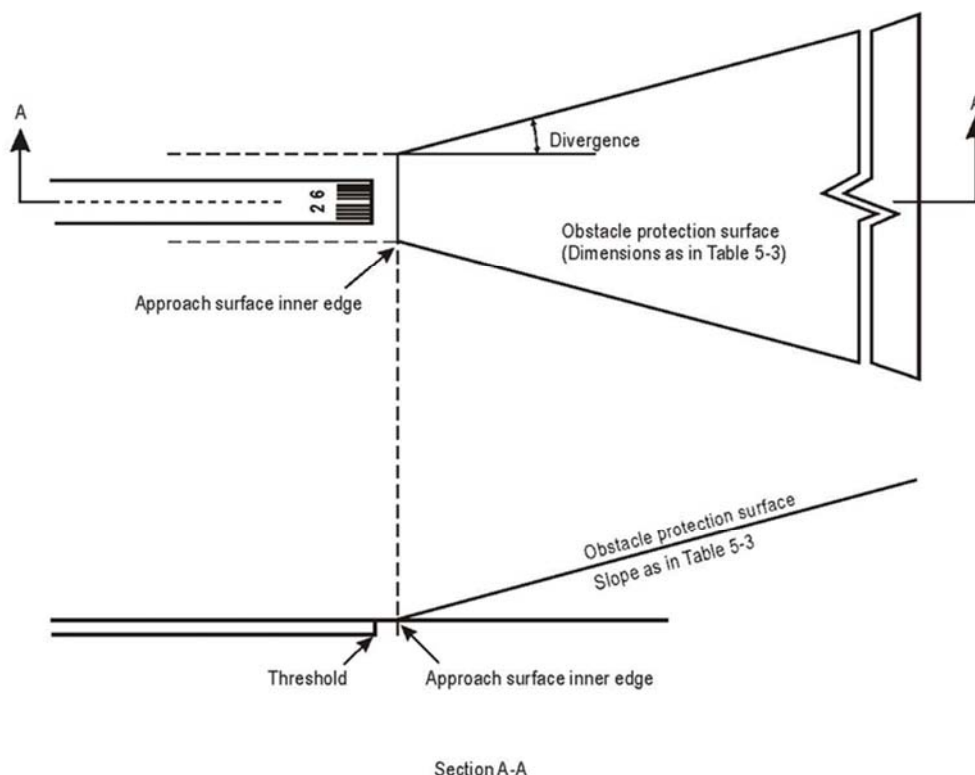 A
A
Divergence
26
Obstacle protection surface
(Dimensions as in Table 5-3)
Approach surface inner edge
Obstacle protection surface
Slope as in Table 5-3
Threshold
Approach surface inner edge
Section A-A